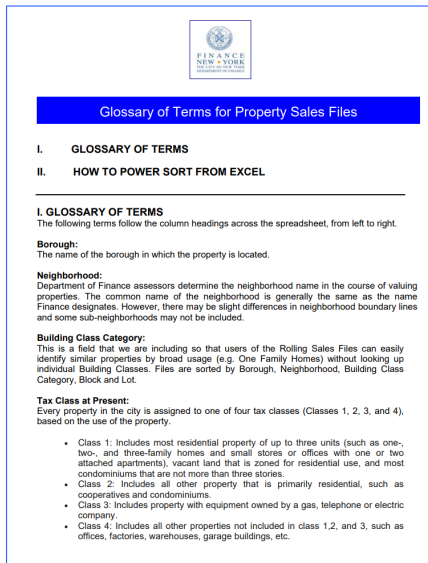 FINANCE
NEW • YORK
THE CITY OF NEW YORK
DEPARTMENT OF FINANCE
Glossary of Terms for Property Sales Files
I. GLOSSARY OF TERMS
II. HOW TO POWER SORT FROM EXCEL
I. GLOSSARY OF TERMS
The following terms follow the column headings across the spreadsheet, from left to right.
Borough:
The name of the borough in which the property is located.
Neighborhood:
Department of Finance assessors determine the neighborhood name in the course of valuing
properties. The common name of the neighborhood is generally the same as the name
Finance designates. However, there may be slight differences in neighborhood boundary lines
and some sub-neighborhoods may not be included.
Building Class Category:
This is a field that we are including so that users of the Rolling Sales Files can easily
identify similar properties by broad usage (e.g. One Family Homes) without looking up
individual Building Classes. Files are sorted by Borough, Neighborhood, Building Class
Category, Block and Lot.
Tax Class at Present:
Every property in the city is assigned to one of four tax classes (Classes 1, 2, 3, and 4),
based on the use of the property.
• Class 1: Includes most residential property of up to three units (such as one-,
two-, and three-family homes and small stores or offices with one or two
attached apartments), vacant land that is zoned for residential use, and most
condominiums that are not more than three stories.
• Class 2: Includes all other property that is primarily residential, such as
cooperatives and condominiums.
• Class 3: Includes property with equipment owned by a gas, telephone or electric
company.
• Class 4: Includes all other properties not included in class 1,2, and 3, such as
offices, factories, warehouses, garage buildings, etc.